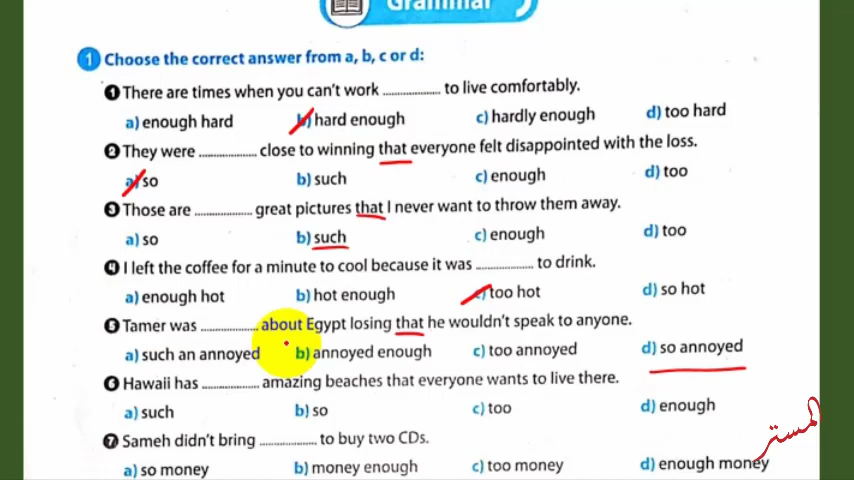 Grammar
1 Choose the correct answer from a, b, c or d:
1 There are times when you can't work .................. to live comfortably.
a) enough hard b) hard enough c) hardly enough d) too hard
2 They were .................. close to winning that everyone felt disappointed with the loss.
a) so b) such c) enough d) too
3 Those are .................. great pictures that I never want to throw them away.
a) so b) such c) enough d) too
4 I left the coffee for a minute to cool because it was .................. to drink.
a) enough hot b) hot enough c) too hot d) so hot
5 Tamer was .................. about Egypt losing that he wouldn't speak to anyone.
a) such an annoyed b) annoyed enough c) too annoyed d) so annoyed
6 Hawaii has .................. amazing beaches that everyone wants to live there.
a) such b) so c) too d) enough
7 Sameh didn't bring .................. to buy two CDs.
a) so money b) money enough c) too money d) enough money
المستر